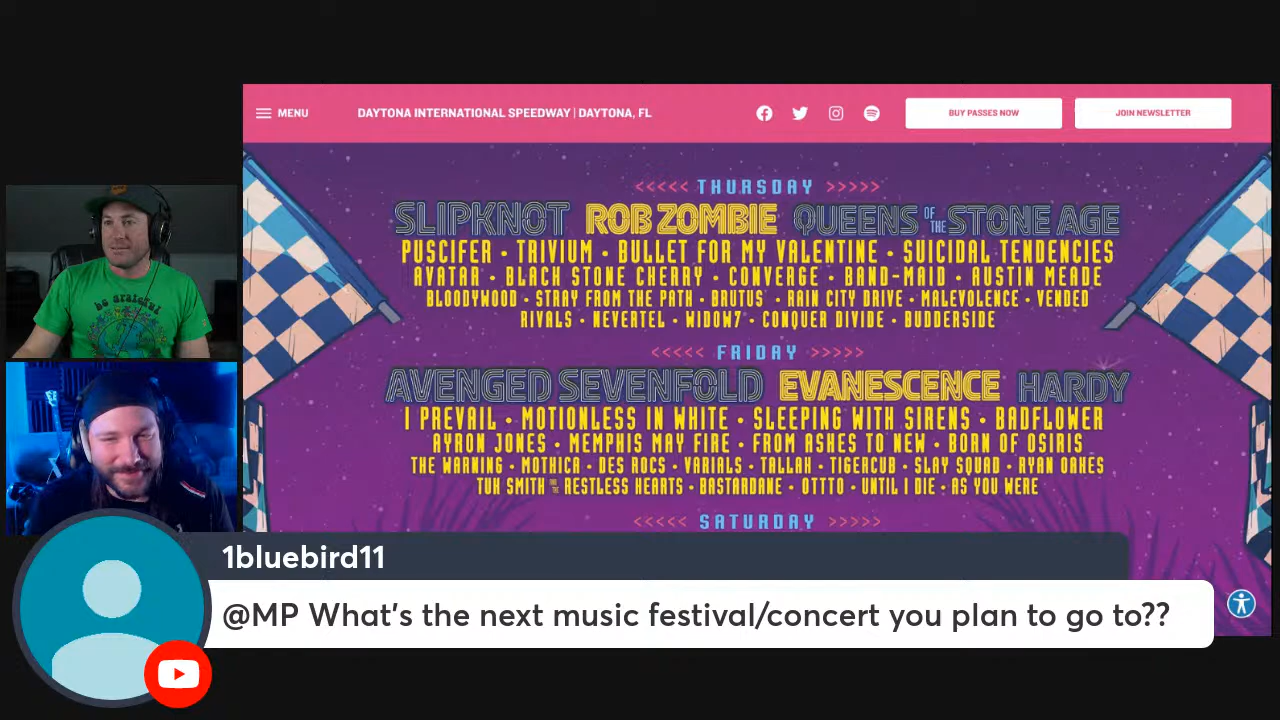 MENU
DAYTONA INTERNATIONAL SPEEDWAY | DAYTONA, FL
BUY PASSES NOW
JOIN NEWSLETTER
<<<<< THURSDAY >>>>>
SLIPKNOT ROB ZOMBIE QUEENS OF THE STONE AGE
PUSCIFER • TRIVIUM • BULLET FOR MY VALENTINE • SUICIDAL TENDENCIES
AVATAR • BLACK STONE CHERRY • CONVERGE • BAND-MAID • AUSTIN MEADE
BLOODYWOOD • STRAY FROM THE PATH • BRUTUS • RAIN CITY DRIVE • MALEVOLENCE • VENDED
RIVALS • NEVERTEL • WIDOW7 • CONQUER DIVIDE • BUDDERSIDE
<<<<< FRIDAY >>>>>
AVENGED SEVENFOLD EVANESCENCE HARDY
I PREVAIL • MOTIONLESS IN WHITE • SLEEPING WITH SIRENS • BADFLOWER
AYRON JONES • MEMPHIS MAY FIRE • FROM ASHES TO NEW • BORN OF OSIRIS
THE WARNING • MOTHICA • DES ROCS • VARIALS • TALLAH • TIGERCUB • SLAY SQUAD • RYAN OAKES
TUK SMITH AND THE RESTLESS HEARTS • BASTARDANE • OTTTO • UNTIL I DIE • AS YOU WERE
<<<<< SATURDAY >>>>>
be grateful
1bluebird11
@MP What's the next music festival/concert you plan to go to??